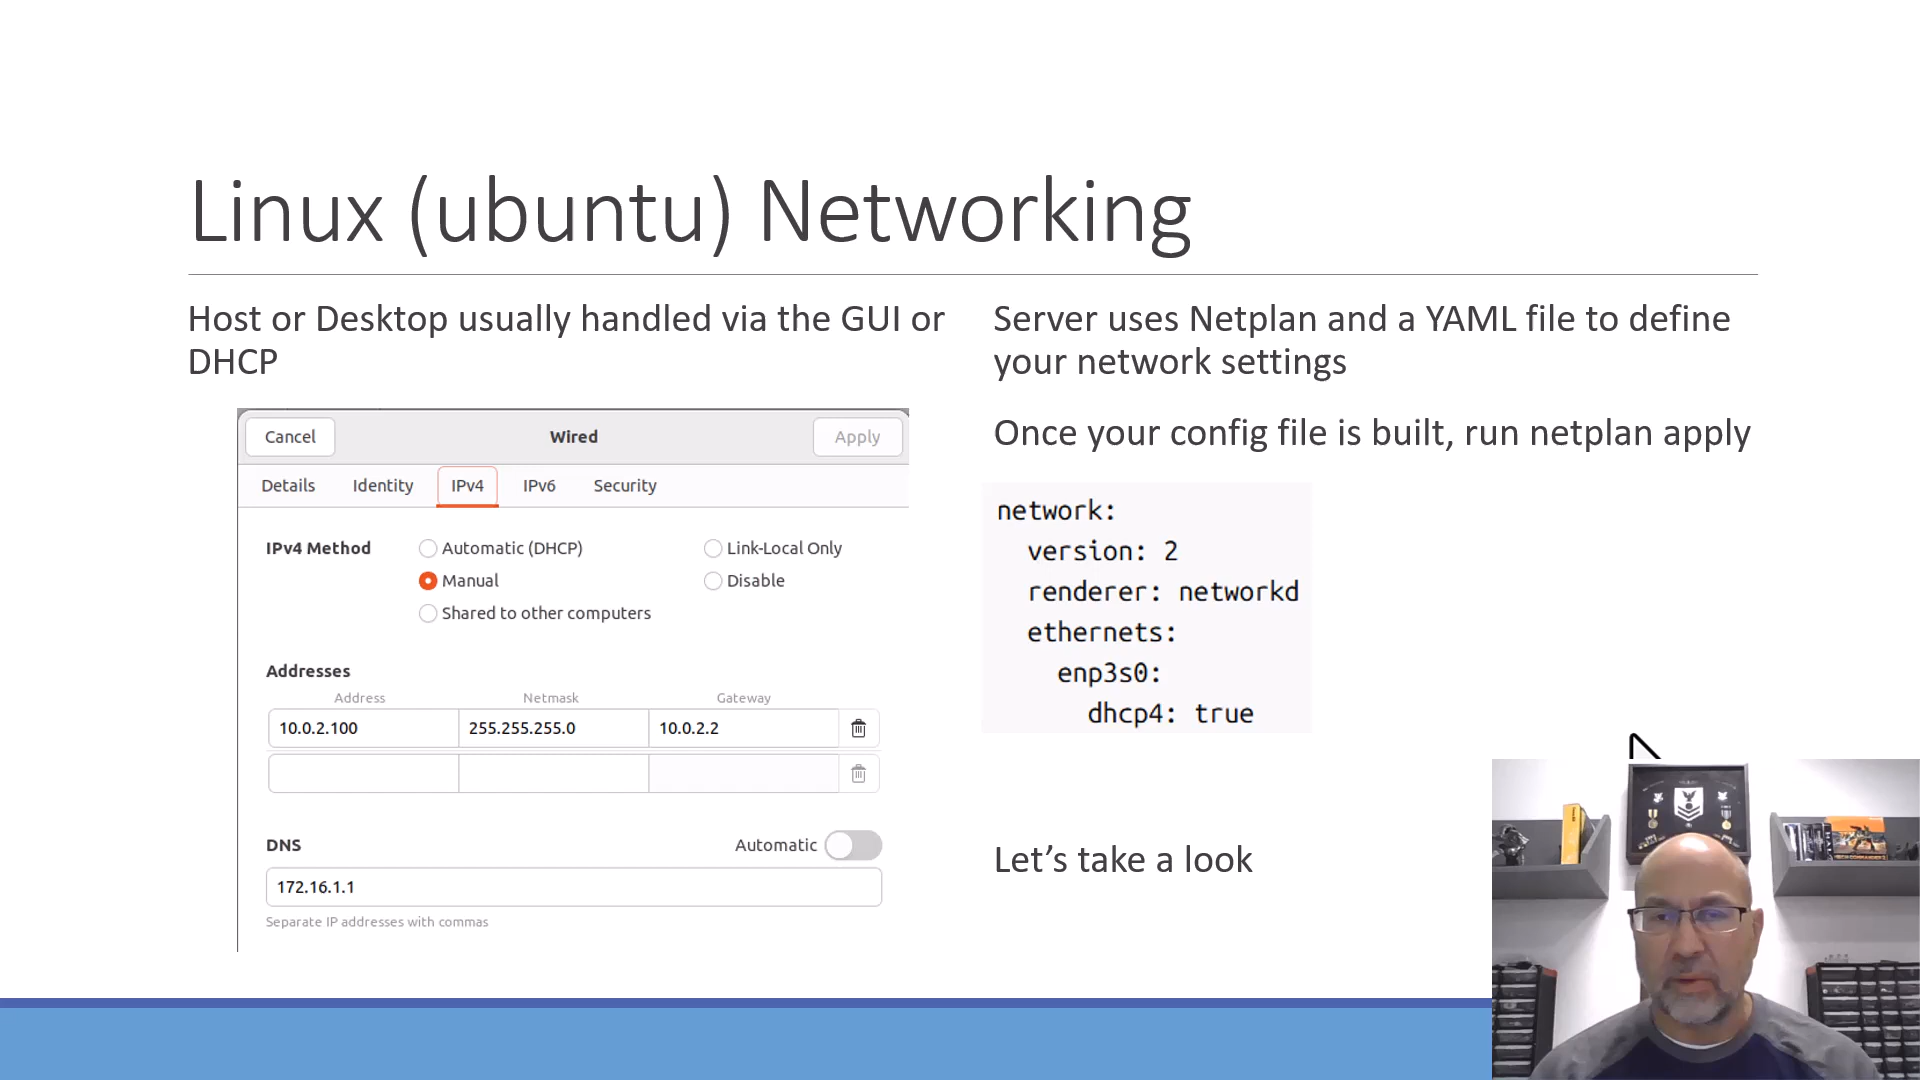 Linux (ubuntu) Networking
Host or Desktop usually handled via the GUI or
DHCP
Cancel
Wired
Apply
Details
Identity
IPv4
IPv6
Security
IPv4 Method
Automatic (DHCP)
Link-Local Only
Manual
Disable
Shared to other computers
Addresses
Address
Netmask
Gateway
10.0.2.100
255.255.255.0
10.0.2.2
DNS
Automatic
172.16.1.1
Separate IP addresses with commas
Server uses Netplan and a YAML file to define
your network settings
Once your config file is built, run netplan apply
network:
version: 2
renderer: networkd
ethernets:
enp3s0:
dhcp4: true
Let’s take a look